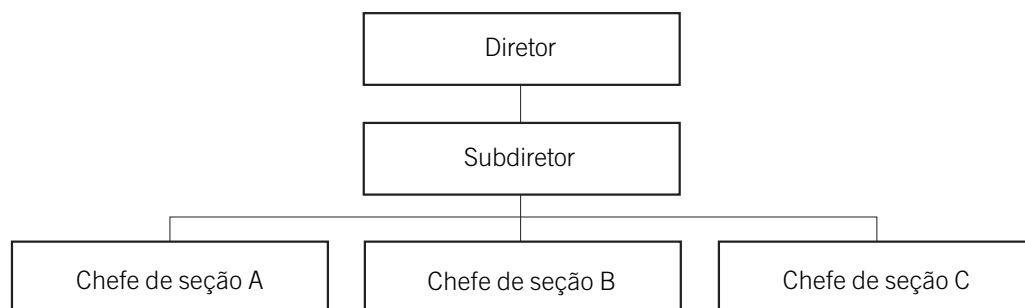 Diretor
Subdiretor
Chefe de seção A
Chefe de seção B
Chefe de seção C